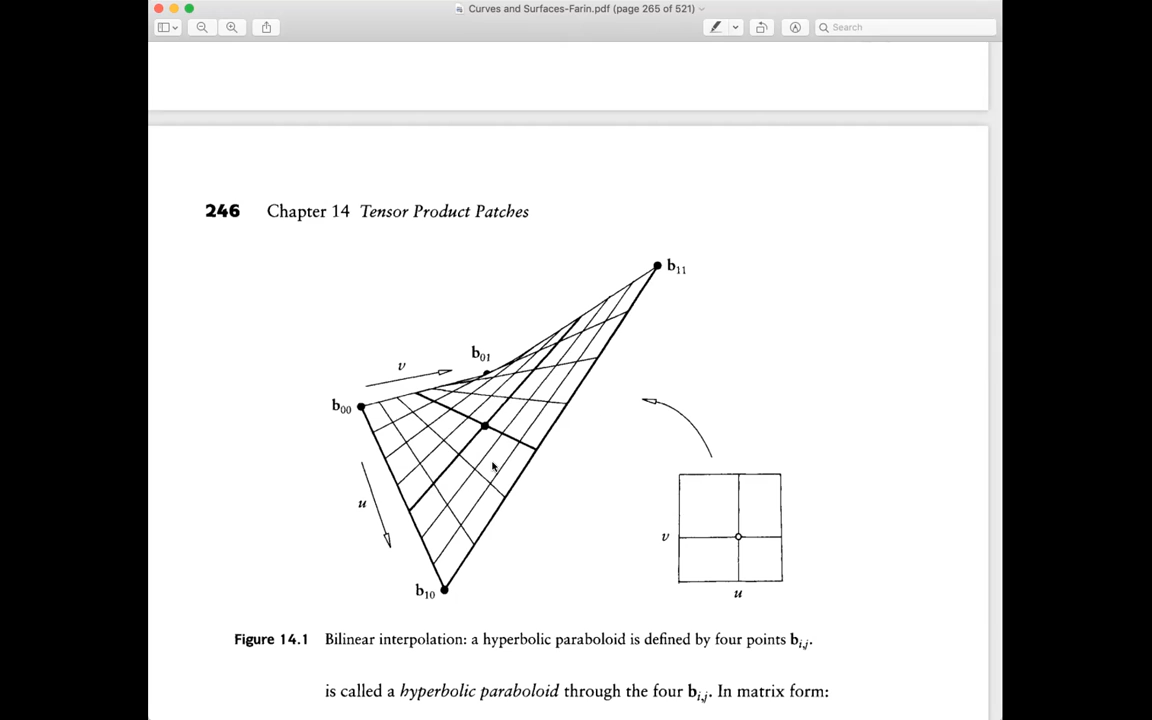 Curves and Surfaces-Farin.pdf (page 265 of 521)
Search
246 Chapter 14 Tensor Product Patches
b11
b01
v
b00
u
v
b10
u
Figure 14.1 Bilinear interpolation: a hyperbolic paraboloid is defined by four points bi,j.
is called a hyperbolic paraboloid through the four bi,j. In matrix form: